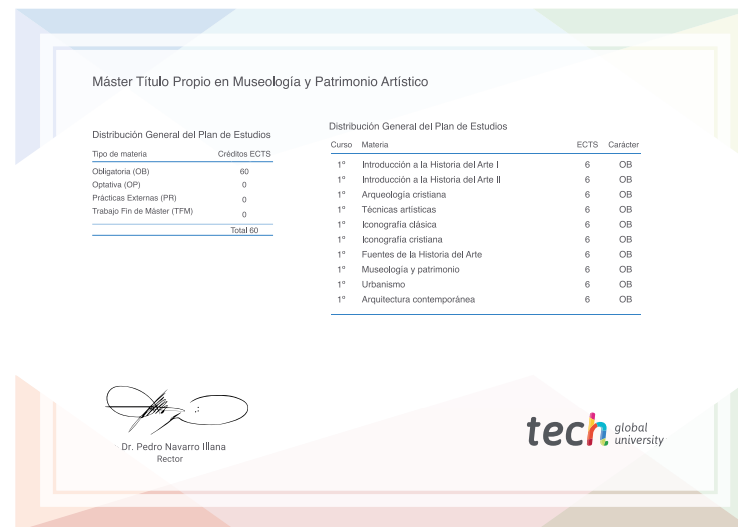 Máster Título Propio en Museología y Patrimonio Artístico
Distribución General del Plan de Estudios
Tipo de materia Créditos ECTS
Obligatoria (OB) 60
Optativa (OP) 0
Prácticas Externas (PR) 0
Trabajo Fin de Máster (TFM) 0
Total 60
Distribución General del Plan de Estudios
Curso Materia ECTS Carácter
1º Introducción a la Historia del Arte I 6 OB
1º Introducción a la Historia del Arte II 6 OB
1º Arqueología cristiana 6 OB
1º Técnicas artísticas 6 OB
1º Iconografía clásica 6 OB
1º Iconografía cristiana 6 OB
1º Fuentes de la Historia del Arte 6 OB
1º Museología y patrimonio 6 OB
1º Urbanismo 6 OB
1º Arquitectura contemporánea 6 OB
Dr. Pedro Navarro Illana
Rector
tech global
university